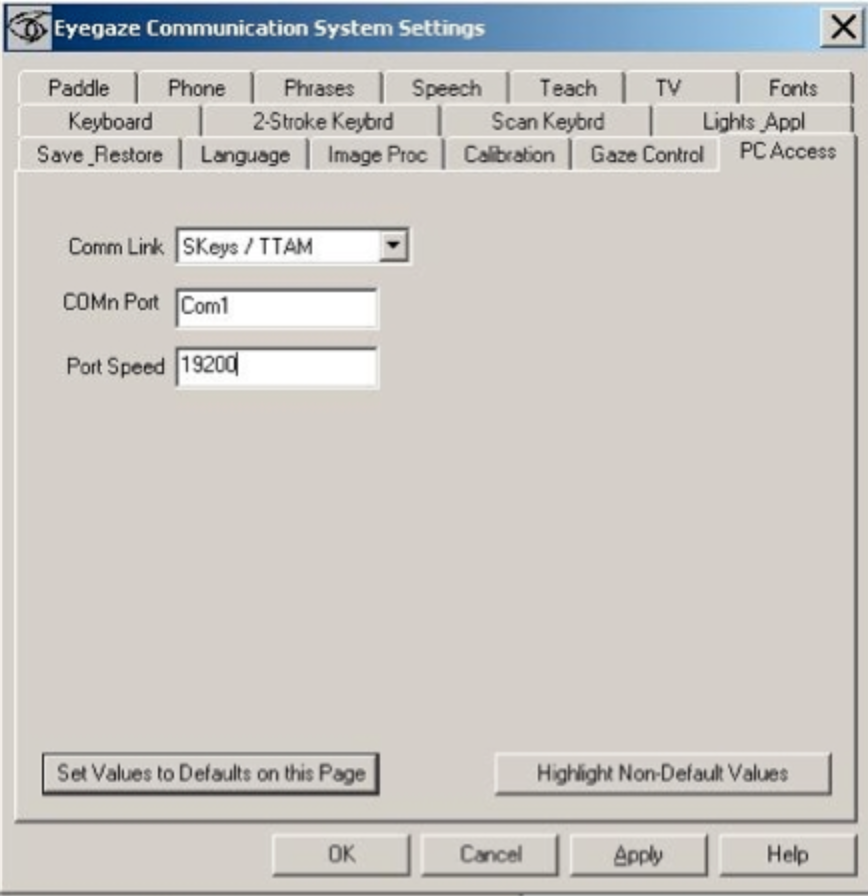 Eyegaze Communication System Settings
Paddle Phone Phrases Speech Teach TV Fonts
Keyboard 2-Stroke Keybrd Scan Keybrd Lights_Appl
Save_Restore Language Image Proc Calibration Gaze Control PC Access
Comm Link SKeys / TTAM
COMn Port Com1
Port Speed 19200
Set Values to Defaults on this Page Highlight Non-Default Values
OK Cancel Apply Help